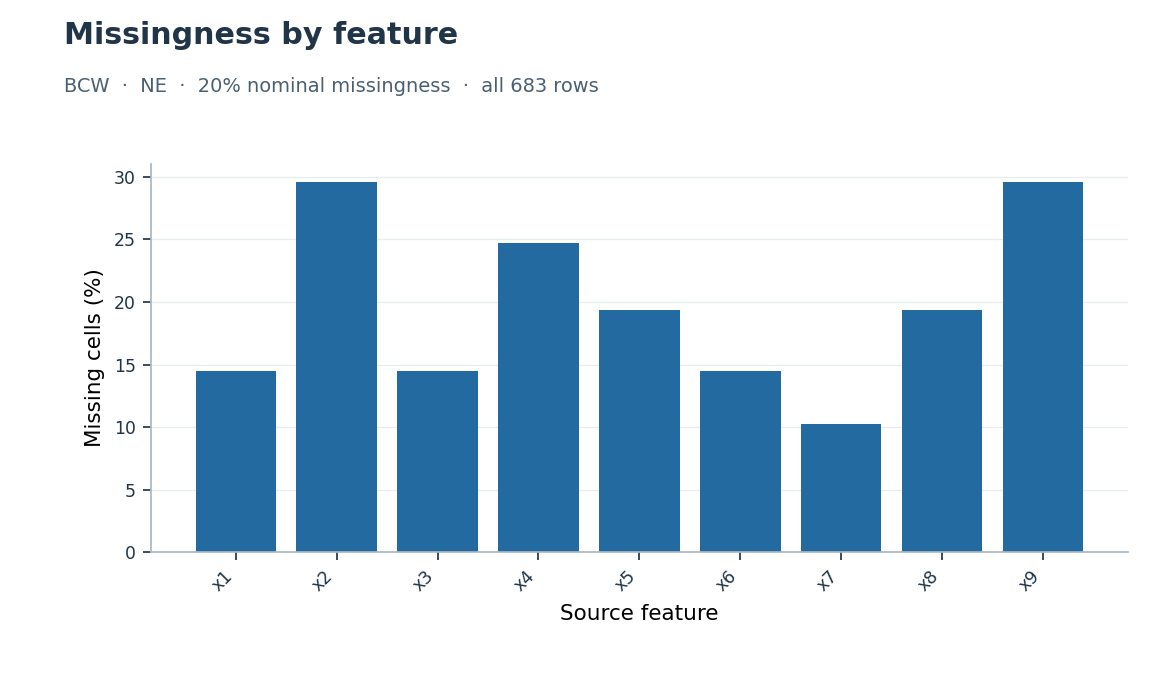 Missingness by feature
BCW · NE · 20% nominal missingness · all 683 rows
Missing cells (%)
30
25
20
15
10
5
0
x1 x2 x3 x4 x5 x6 x7 x8 x9
Source feature